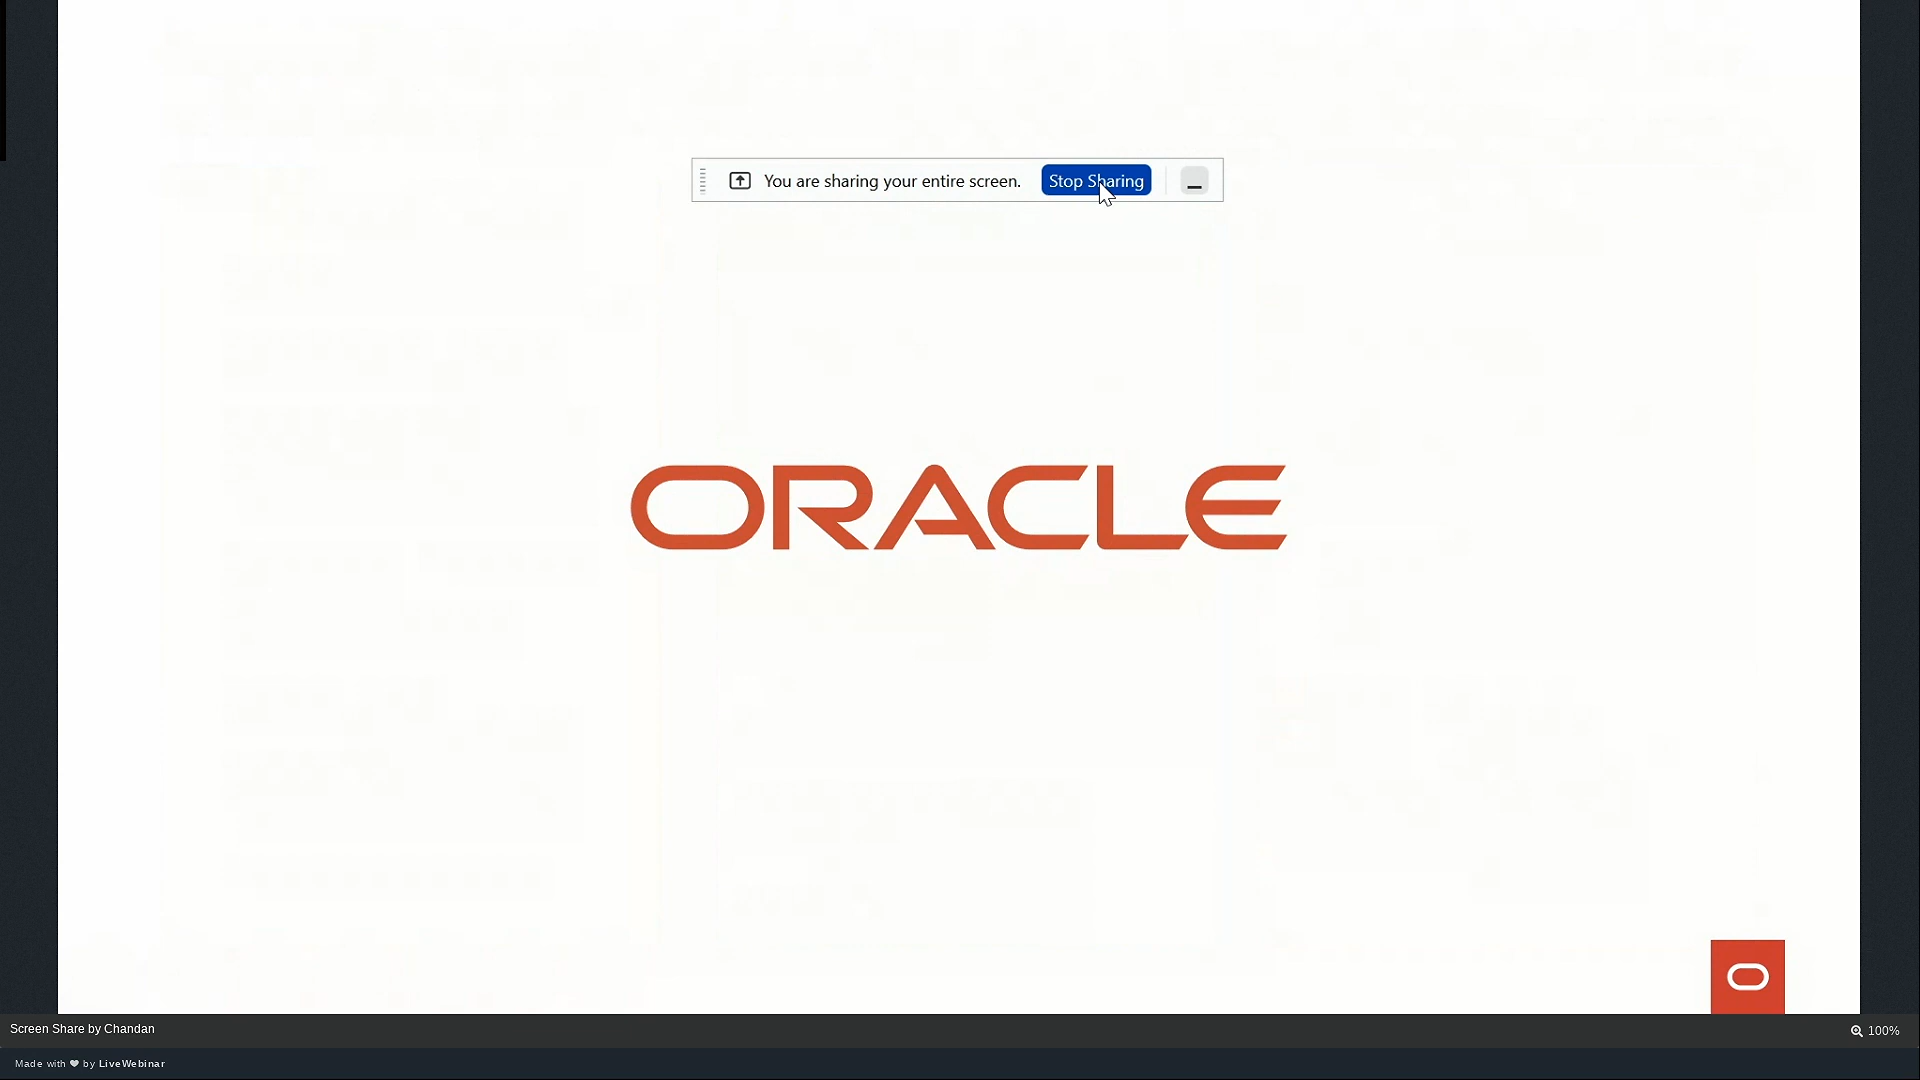 You are sharing your entire screen. Stop Sharing
ORACLE
Screen Share by Chandan
100%
Made with ❤ by LiveWebinar